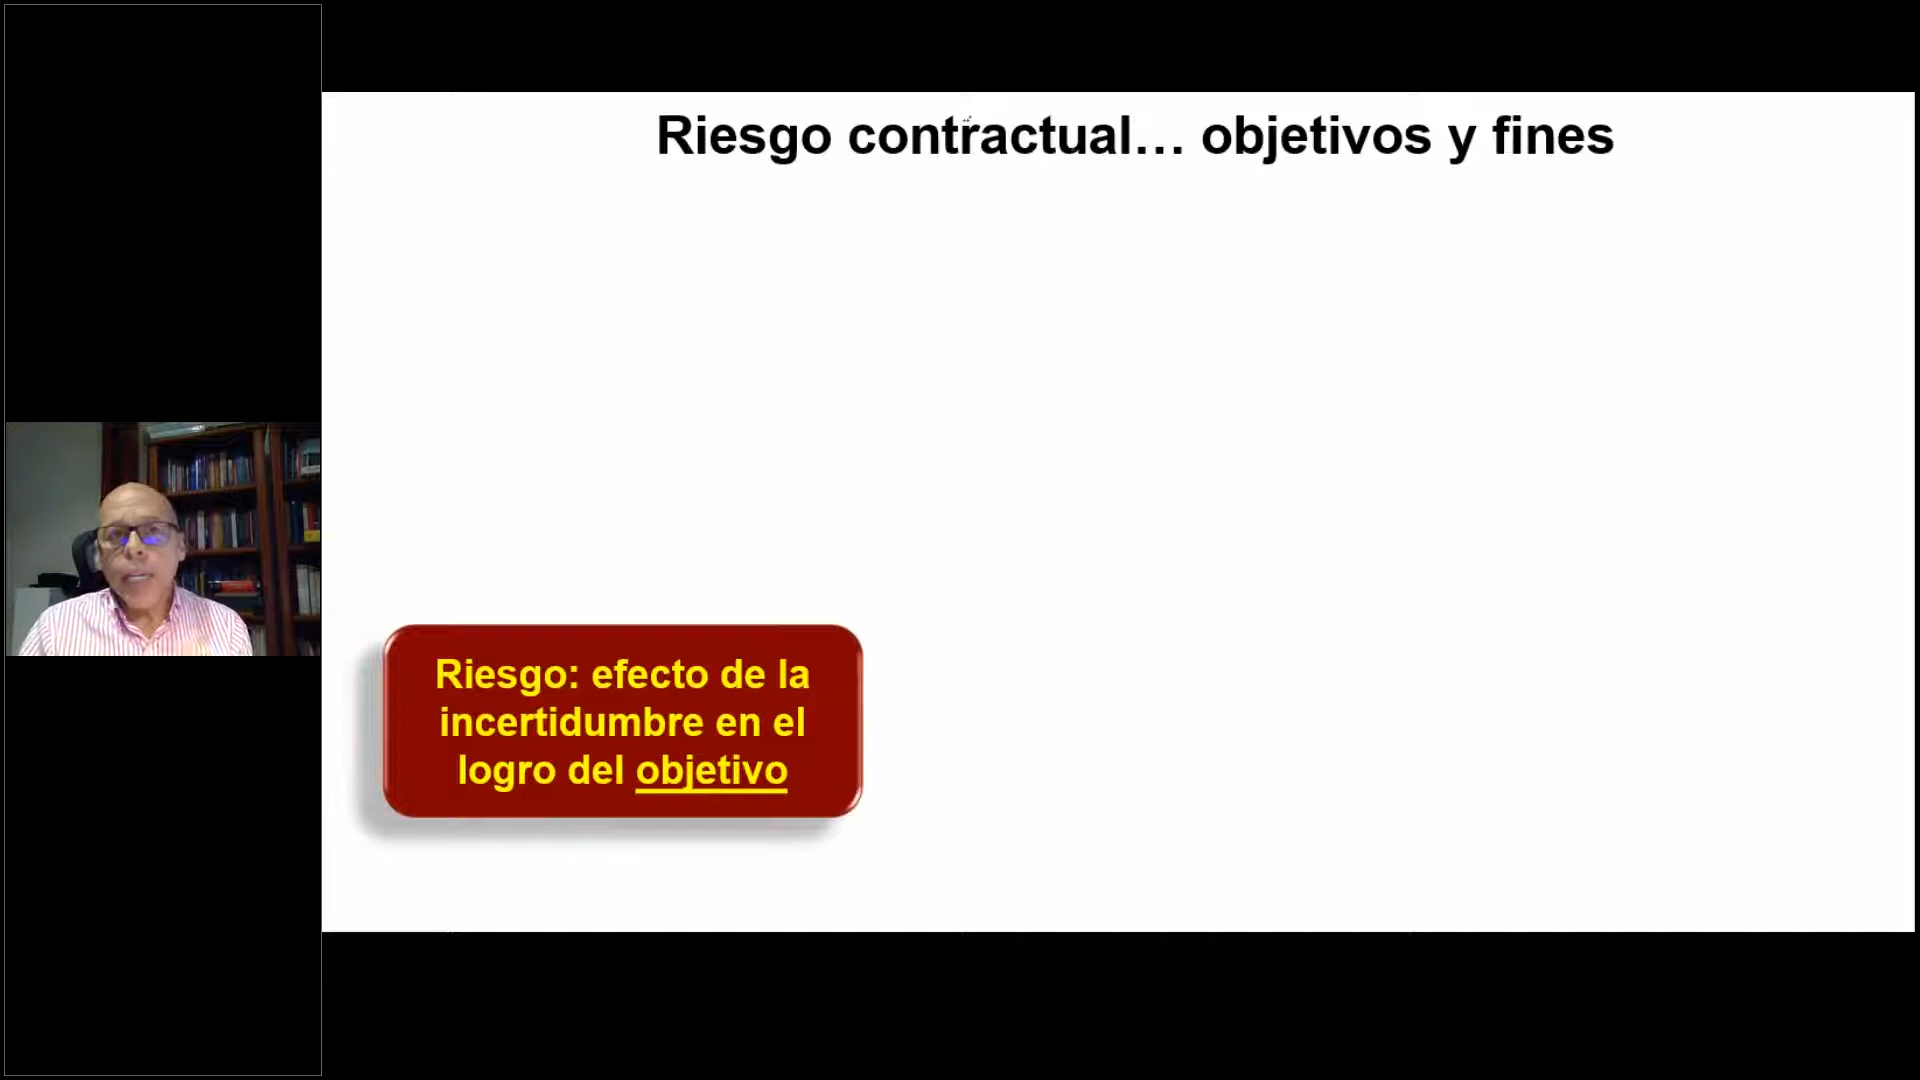 Riesgo contractual… objetivos y fines
Riesgo: efecto de la
incertidumbre en el
logro del objetivo